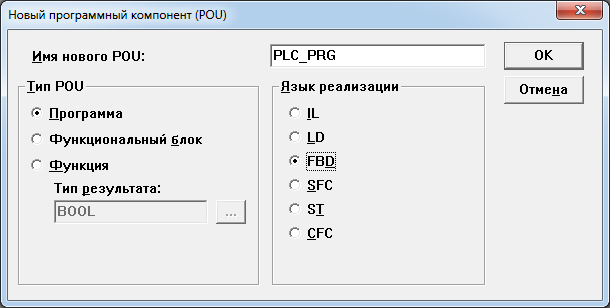 Новый программный компонент (POU)
Имя нового POU:
PLC_PRG
OK
Отмена
Тип POU
Программа
Функциональный блок
Функция
Тип результата:
BOOL
...
Язык реализации
IL
LD
FBD
SFC
ST
CFC